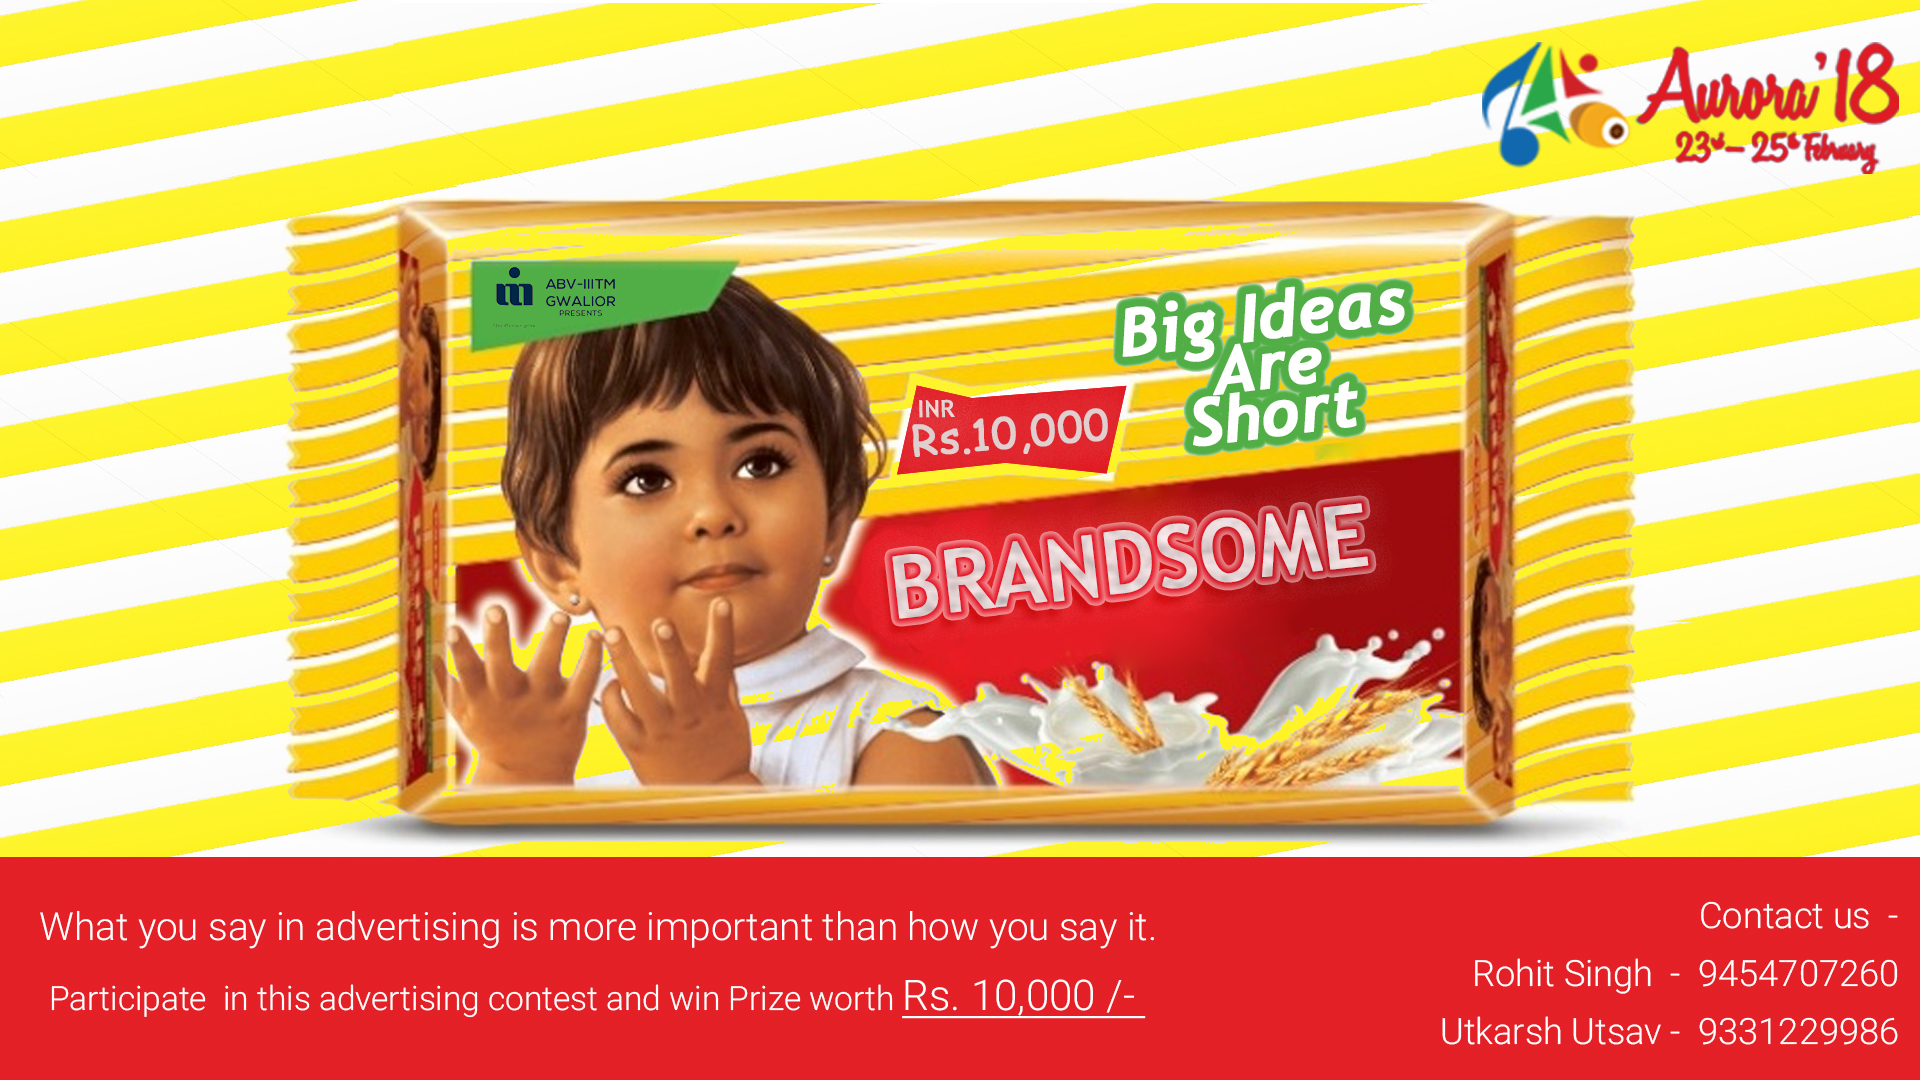 Aurora'18
23rd – 25th February
ABV-IIITM
GWALIOR
PRESENTS
Big Ideas
Are
Short
INR
Rs.10,000
BRANDSOME
What you say in advertising is more important than how you say it.
Participate in this advertising contest and win Prize worth Rs. 10,000 /-
Contact us -
Rohit Singh - 9454707260
Utkarsh Utsav - 9331229986